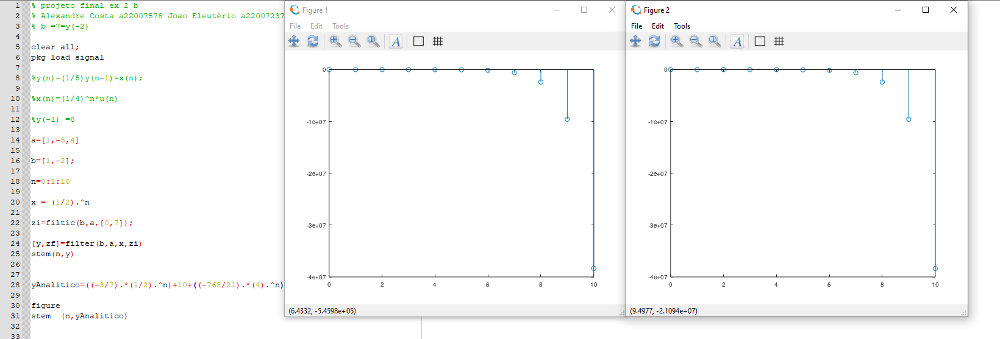 1 % projeto final ex 2 b
2 % Alexandre Costa a22007578 Joao Eleutério a22007237
3 % b =7=y(-2)
4
5 clear all;
6 pkg load signal
7
8 %y(n)-(1/5)y(n-1)=x(n);
9
10 %x(n)=(1/4)^n*u(n)
11
12 %y(-1) =8
13
14 a=[1,-5,4]
15
16 b=[1,-2];
17
18 n=0:1:10
19
20 x = (1/2).^n
21
22 zi=filtic(b,a,[0,7]);
23
24 [y,zf]=filter(b,a,x,zi)
25 stem(n,y)
26
27
28 yAnalitico=((-3/7).*(1/2).^n)+10+((-768/21).*(4).^n)
29
30 figure
31 stem  (n,yAnalitico)
32
33
Figure 1
File Edit Tools
A
0
-1e+07
-2e+07
-3e+07
-4e+07
0 2 4 6 8 10
(6.4332, -5.4598e+05)
Figure 2
File Edit Tools
A
0
-1e+07
-2e+07
-3e+07
-4e+07
0 2 4 6 8 10
(9.4977, -2.1094e+07)